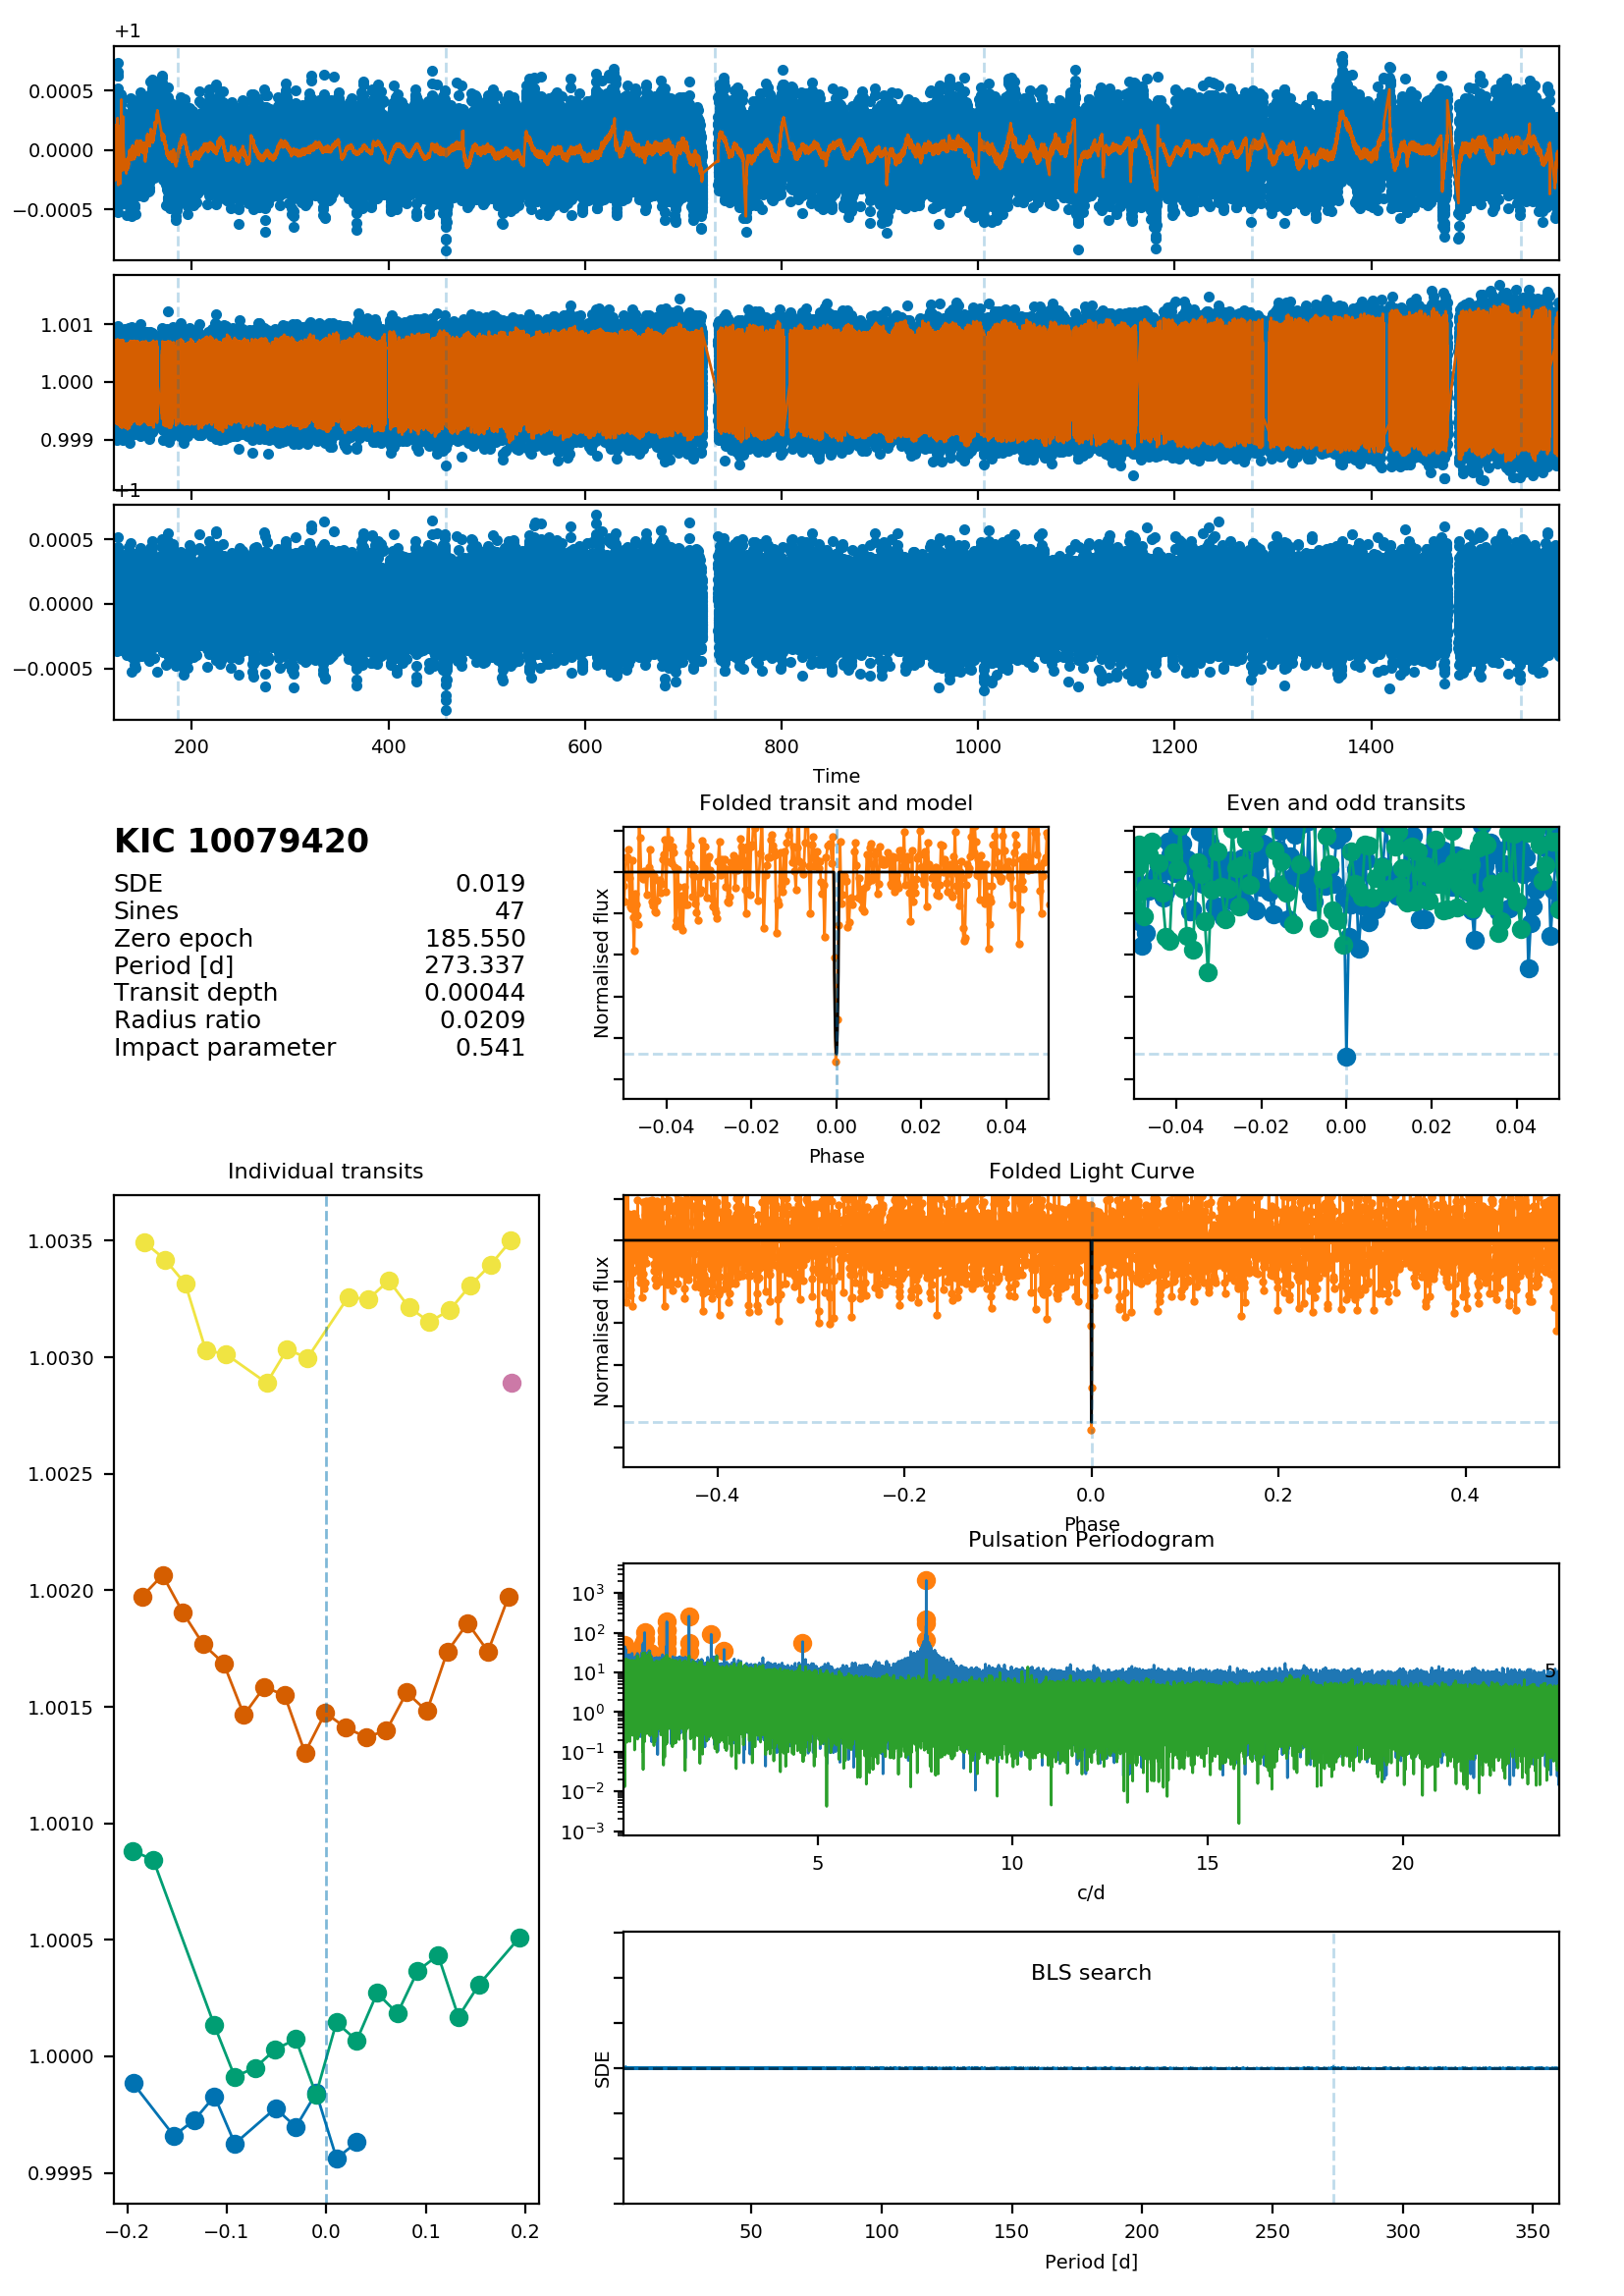 +1
0.0005
0.0000
−0.0005
1.001
1.000
0.999
+1
0.0005
0.0000
−0.0005
200 400 600 800 1000 1200 1400
Time
KIC 10079420
SDE 0.019
Sines 47
Zero epoch 185.550
Period [d] 273.337
Transit depth 0.00044
Radius ratio 0.0209
Impact parameter 0.541
Folded transit and model
Normalised flux
−0.04 −0.02 0.00 0.02 0.04
Phase
Even and odd transits
−0.04 −0.02 0.00 0.02 0.04
Individual transits
1.0035
1.0030
1.0025
1.0020
1.0015
1.0010
1.0005
1.0000
0.9995
−0.2 −0.1 0.0 0.1 0.2
Folded Light Curve
Normalised flux
−0.4 −0.2 0.0 0.2 0.4
Phase
Pulsation Periodogram
10³
10²
10¹
10⁰
10⁻¹
10⁻²
10⁻³
5
5 10 15 20
c/d
BLS search
SDE
50 100 150 200 250 300 350
Period [d]